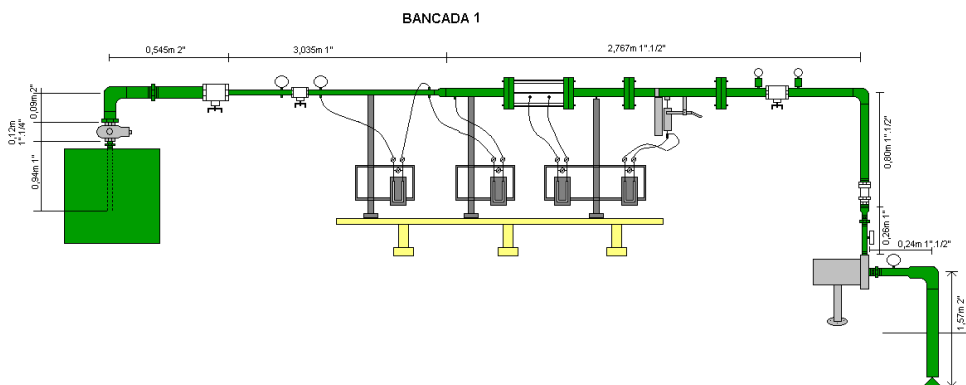 BANCADA 1
0,545m 2"
3,035m 1"
2,767m 1".1/2"
0,09m 2"
0,12m
1".1/4"
0,94m 1"
0,80m 1".1/2"
0,26m 1"
0,24m 1".1/2"
1,57m 2"